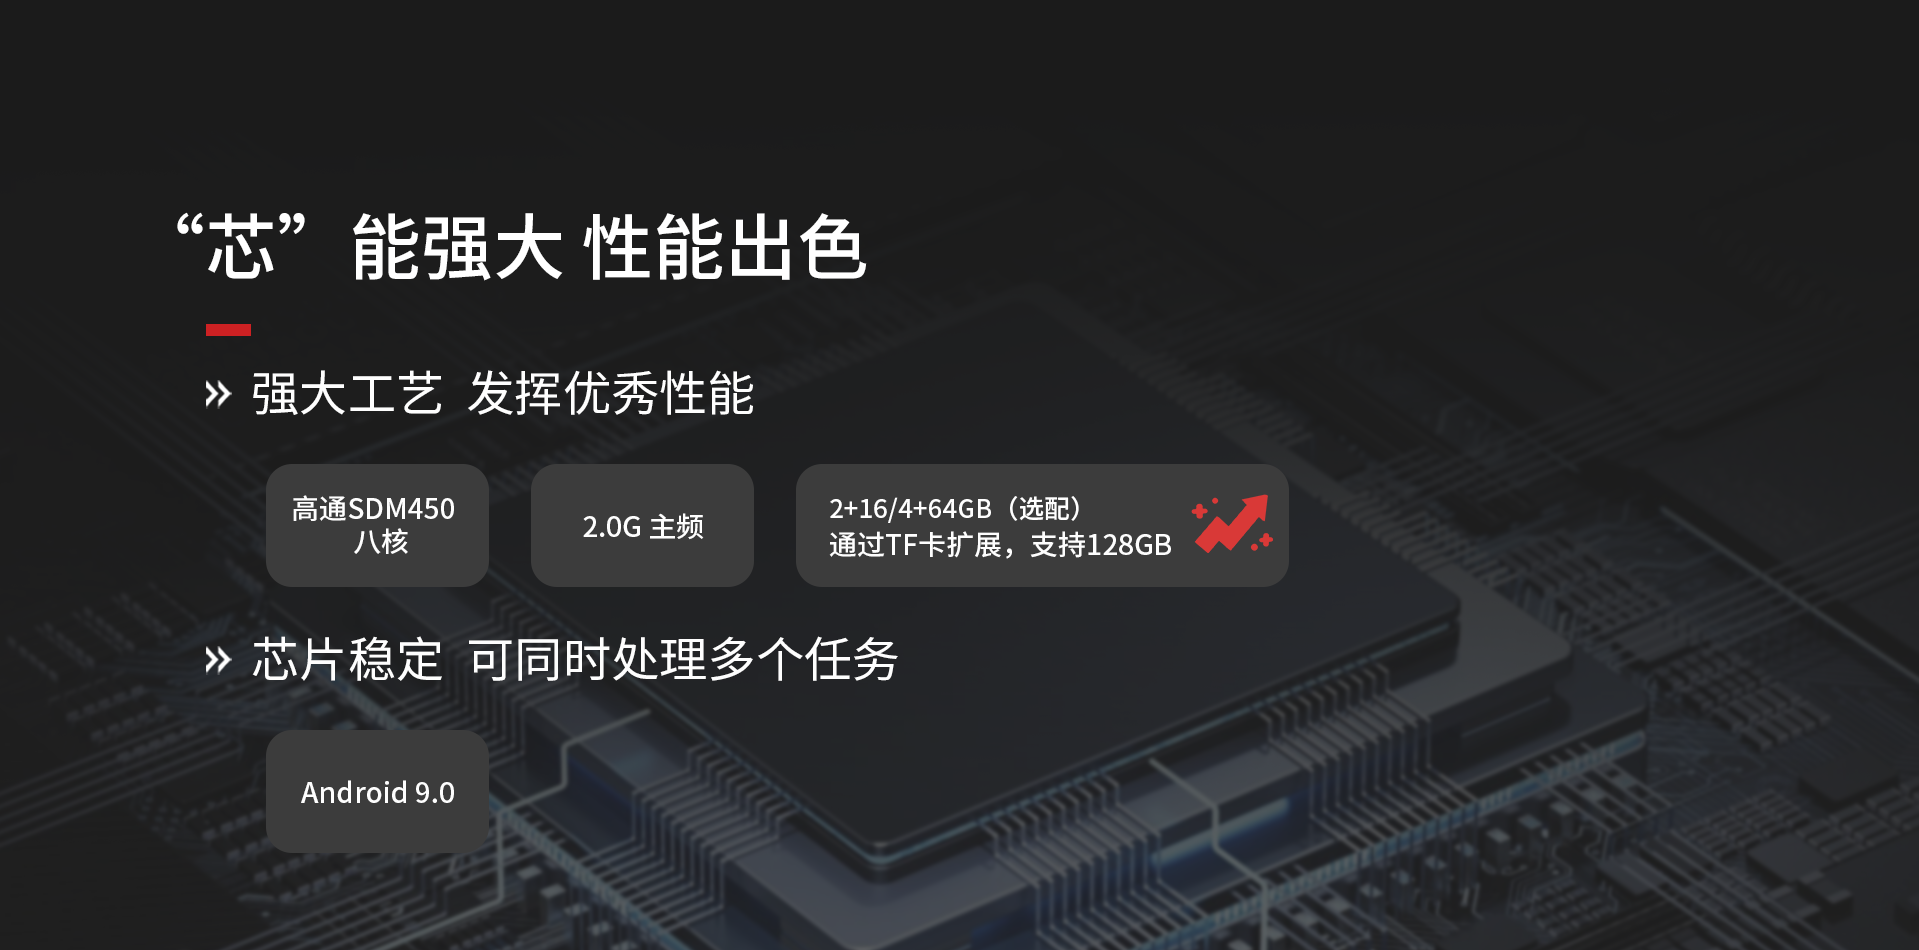 “芯”能强大 性能出色
强大工艺 发挥优秀性能
高通SDM450
八核
2.0G 主频
2+16/4+64GB（选配）
通过TF卡扩展，支持128GB
芯片稳定 可同时处理多个任务
Android 9.0